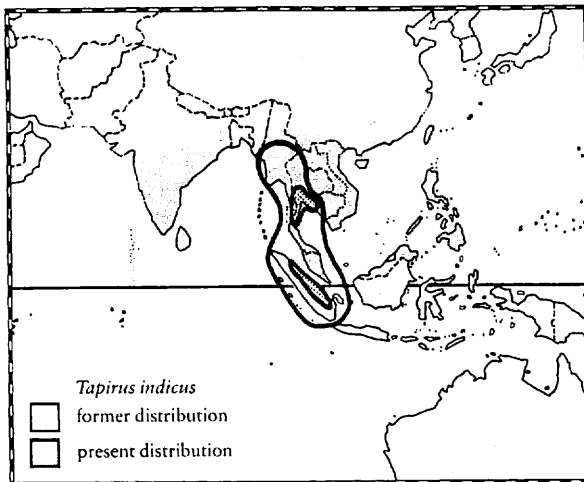 Tapirus indicus
former distribution
present distribution